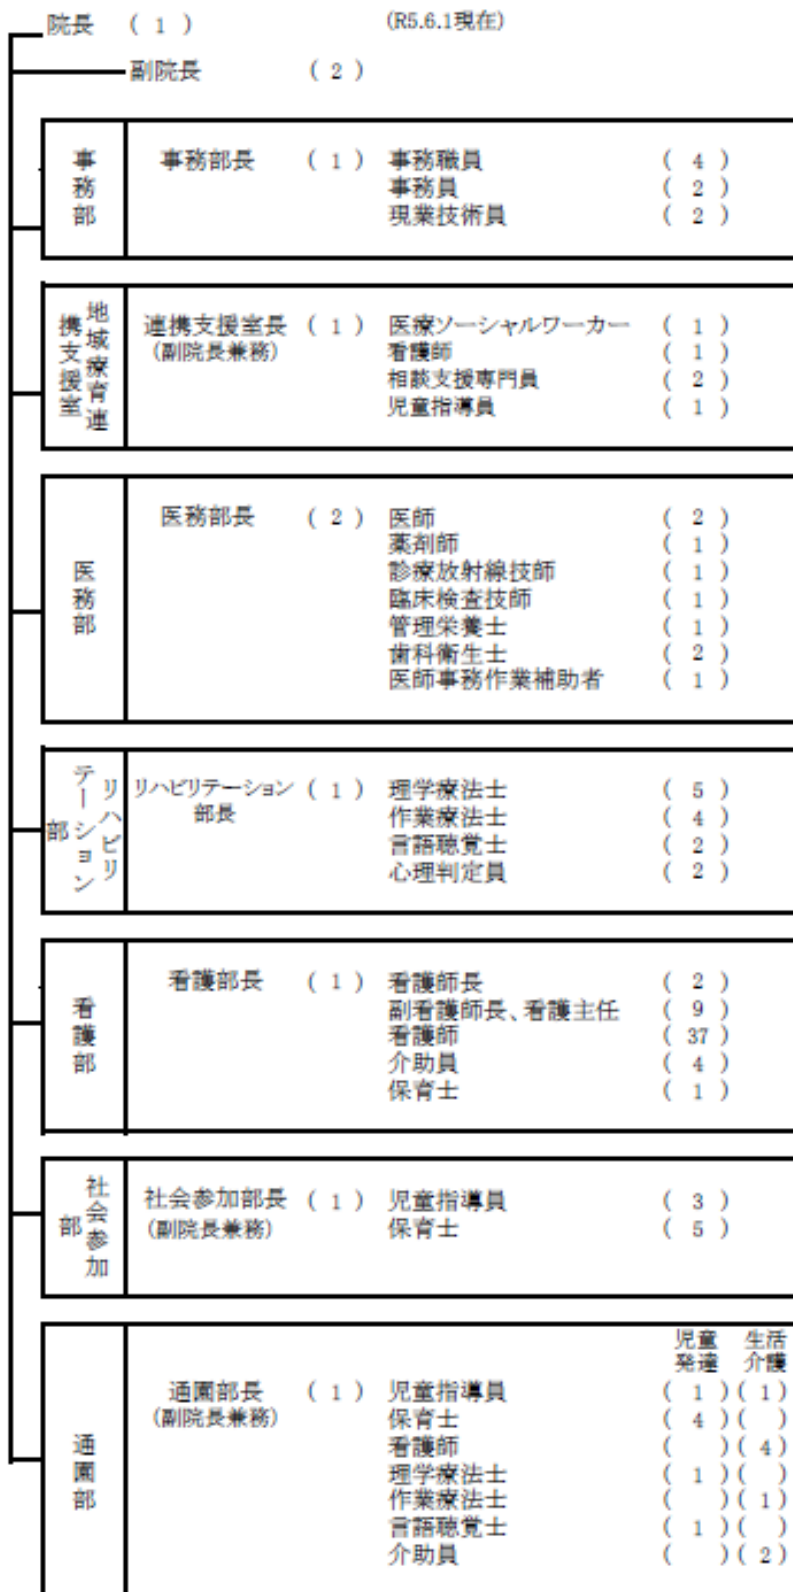 院長 ( 1 ) (R5.6.1現在)
副院長 ( 2 )
事務部
事務部長 ( 1 ) 事務職員 ( 4 )
事務員 ( 2 )
現業技術員 ( 2 )
地域療育連携支援室
連携支援室長 ( 1 ) 医療ソーシャルワーカー ( 1 )
(副院長兼務) 看護師 ( 1 )
相談支援専門員 ( 2 )
児童指導員 ( 1 )
医務部
医務部長 ( 2 ) 医師 ( 2 )
薬剤師 ( 1 )
診療放射線技師 ( 1 )
臨床検査技師 ( 1 )
管理栄養士 ( 1 )
歯科衛生士 ( 2 )
医師事務作業補助者 ( 1 )
リハビリテーション部
リハビリテーション ( 1 ) 理学療法士 ( 5 )
部長 作業療法士 ( 4 )
言語聴覚士 ( 2 )
心理判定員 ( 2 )
看護部
看護部長 ( 1 ) 看護師長 ( 2 )
副看護師長、看護主任 ( 9 )
看護師 ( 37 )
介助員 ( 4 )
保育士 ( 1 )
社会参加部
社会参加部長 ( 1 ) 児童指導員 ( 3 )
(副院長兼務) 保育士 ( 5 )
通園部
児童 生活
発達 介護
通園部長 ( 1 ) 児童指導員 ( 1 ) ( 1 )
(副院長兼務) 保育士 ( 4 ) ( )
看護師 ( ) ( 4 )
理学療法士 ( 1 ) ( )
作業療法士 ( ) ( 1 )
言語聴覚士 ( 1 ) ( )
介助員 ( ) ( 2 )